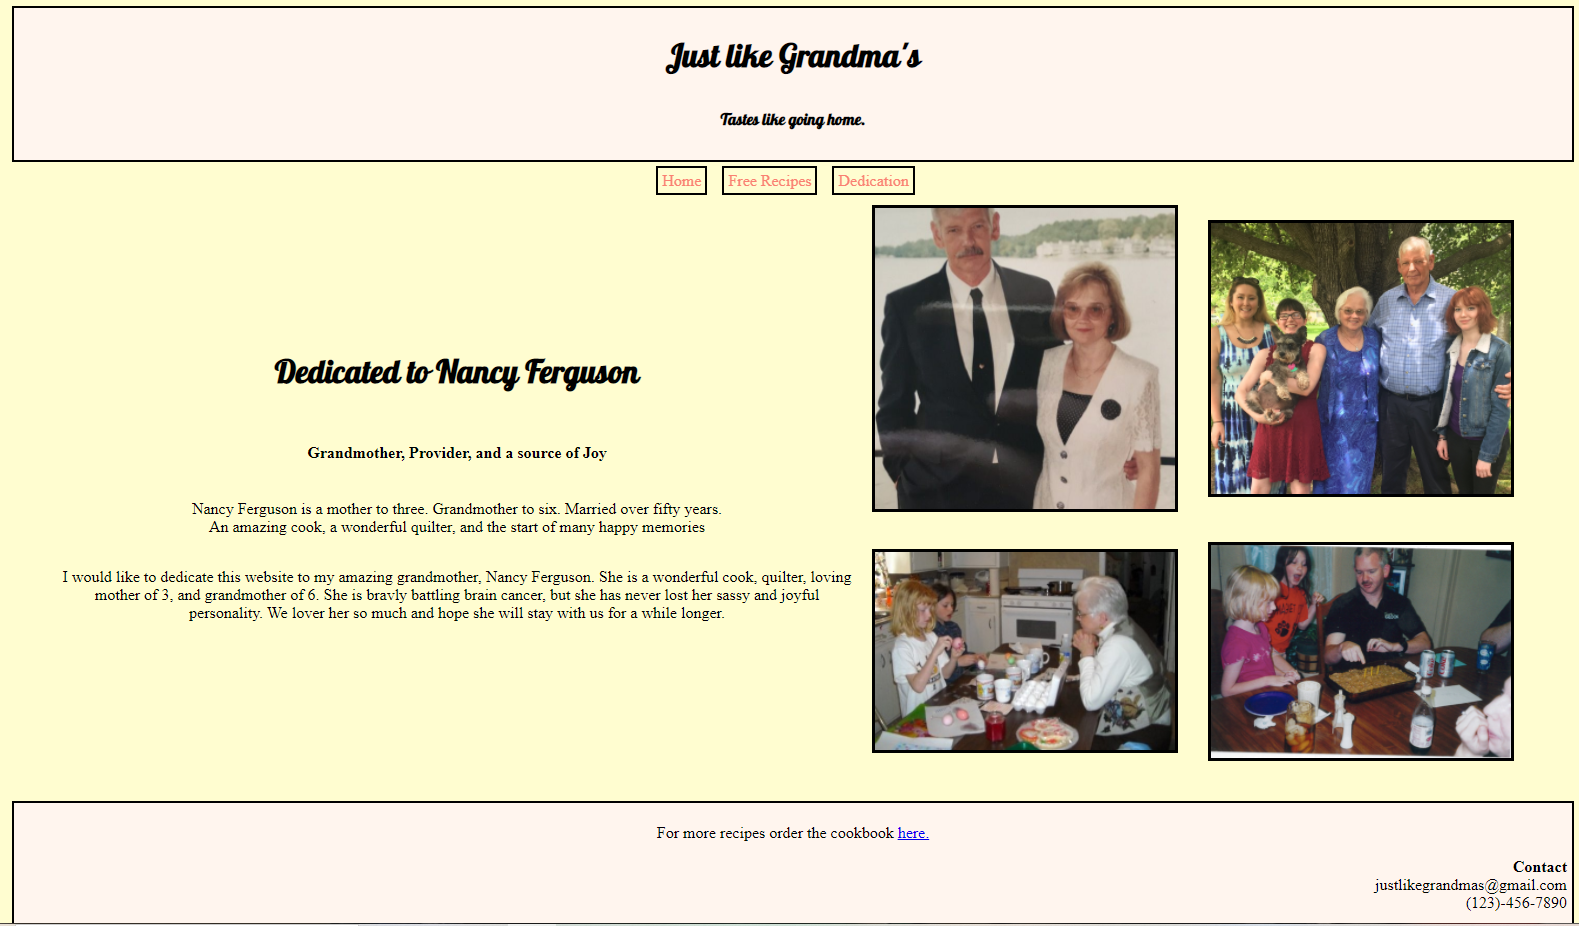 Just like Grandma's
Tastes like going home.
Home
Free Recipes
Dedication
Dedicated to Nancy Ferguson
Grandmother, Provider, and a source of Joy
Nancy Ferguson is a mother to three. Grandmother to six. Married over fifty years.
An amazing cook, a wonderful quilter, and the start of many happy memories
I would like to dedicate this website to my amazing grandmother, Nancy Ferguson. She is a wonderful cook, quilter, loving
mother of 3, and grandmother of 6. She is bravly battling brain cancer, but she has never lost her sassy and joyful
personality. We lover her so much and hope she will stay with us for a while longer.
For more recipes order the cookbook here.
Contact
justlikegrandmas@gmail.com
(123)-456-7890